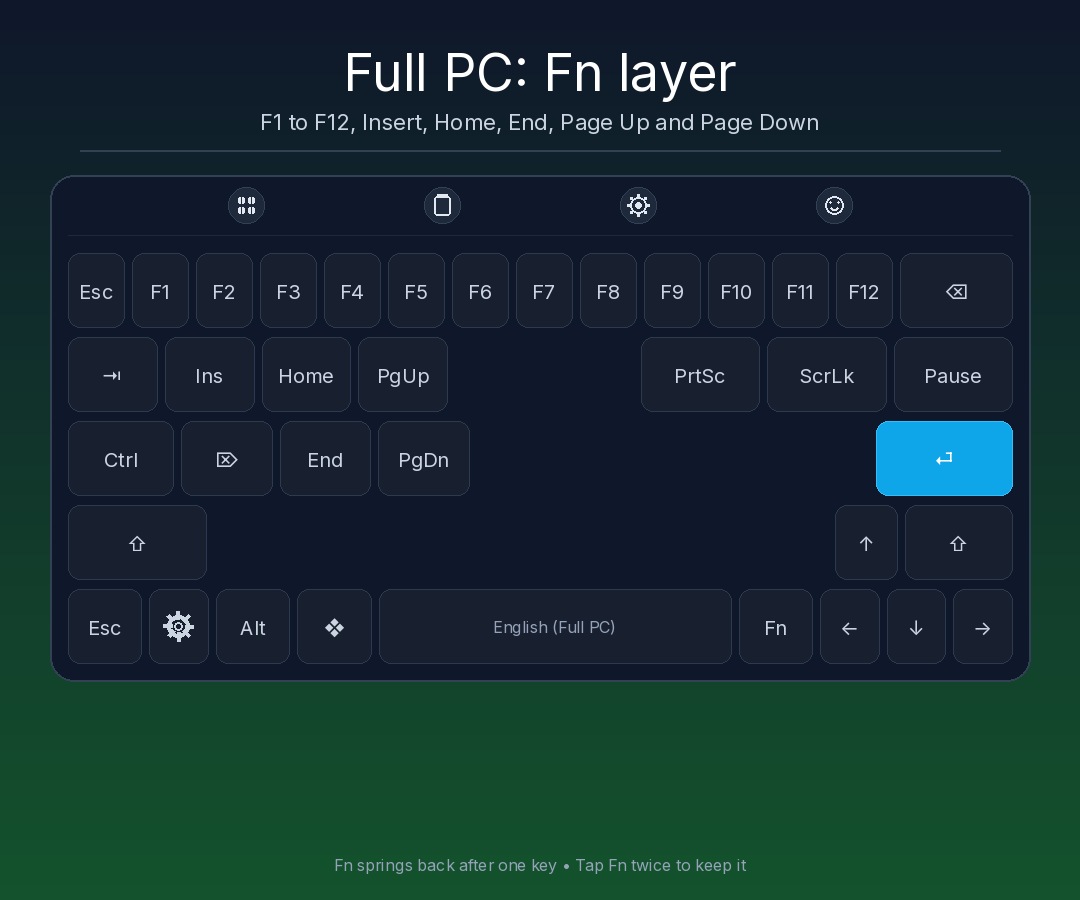 Full PC: Fn layer
F1 to F12, Insert, Home, End, Page Up and Page Down
Esc F1 F2 F3 F4 F5 F6 F7 F8 F9 F10 F11 F12 ⌫
⇥ Ins Home PgUp PrtSc ScrLk Pause
Ctrl ⌦ End PgDn ⏎
⇧ ↑ ⇧
Esc Alt ❖ English (Full PC) Fn ← ↓ →
Fn springs back after one key • Tap Fn twice to keep it